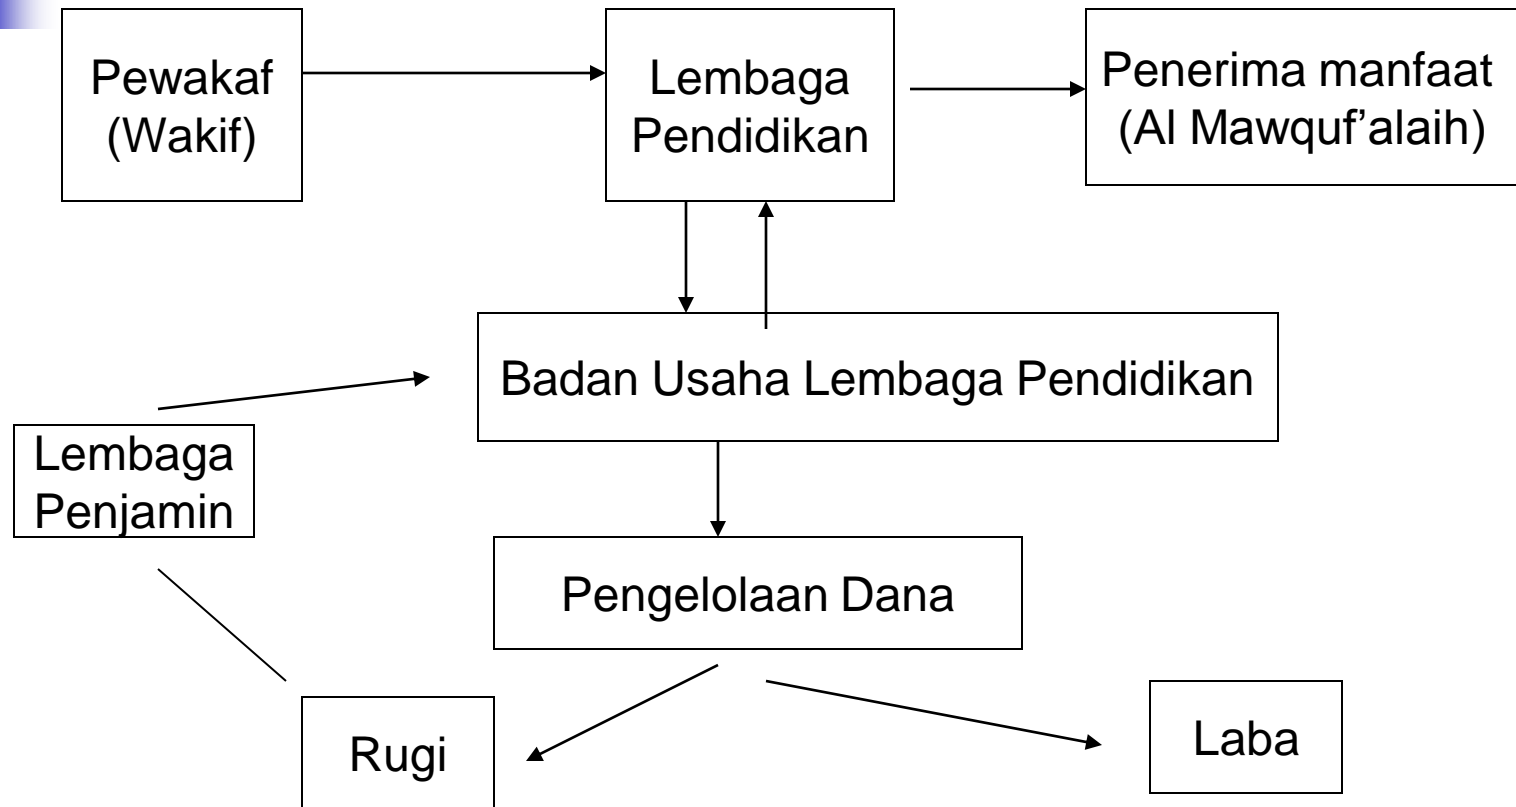 Pewakaf
(Wakif)
Lembaga
Pendidikan
Penerima manfaat
(Al Mawquf’alaih)
Badan Usaha Lembaga Pendidikan
Lembaga
Penjamin
Pengelolaan Dana
Rugi
Laba